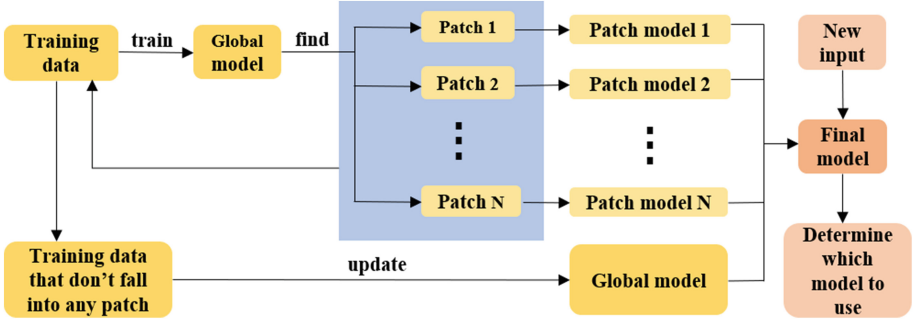 Training
data
train
Global
model
find
Patch 1
Patch model 1
New
input
Patch 2
Patch model 2
Final
model
Patch N
Patch model N
Training data
that don't fall
into any patch
update
Global model
Determine
which
model to
use